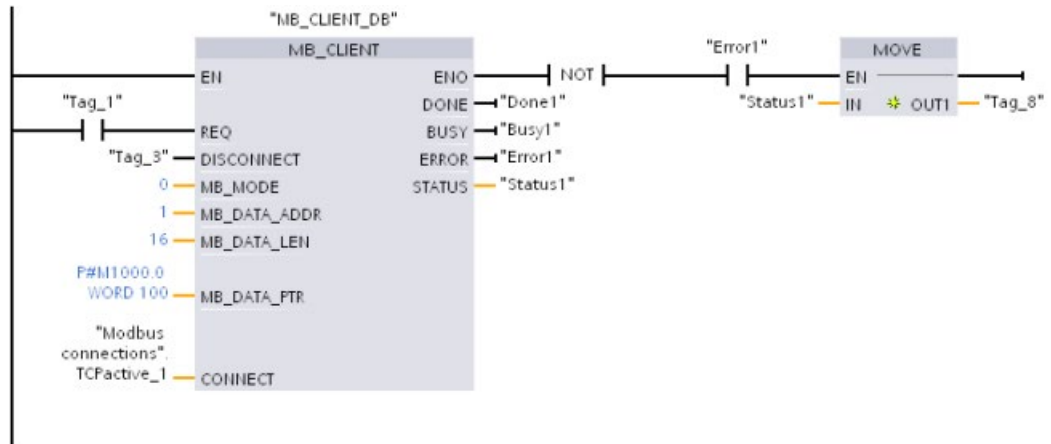 "MB_CLIENT_DB"
MB_CLIENT
"Error1"
MOVE
EN
ENO
NOT
EN
"Tag_1"
DONE
"Done1"
"Status1"
IN
OUT1
"Tag_8"
REQ
BUSY
"Busy1"
"Tag_3"
DISCONNECT
ERROR
"Error1"
0
MB_MODE
STATUS
"Status1"
1
MB_DATA_ADDR
16
MB_DATA_LEN
P#M1000.0
WORD 100
MB_DATA_PTR
"Modbus
connections".
TCPactive_1
CONNECT